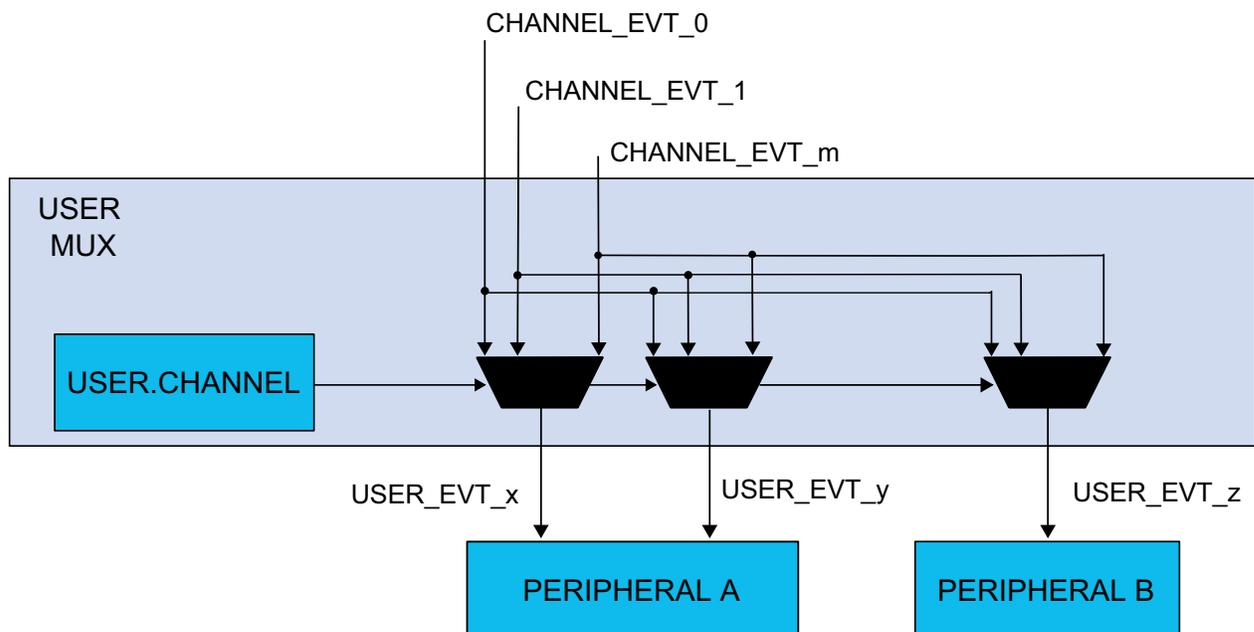 CHANNEL_EVT_0
CHANNEL_EVT_1
CHANNEL_EVT_m
USER
MUX
USER.CHANNEL
USER_EVT_x
USER_EVT_y
USER_EVT_z
PERIPHERAL A
PERIPHERAL B